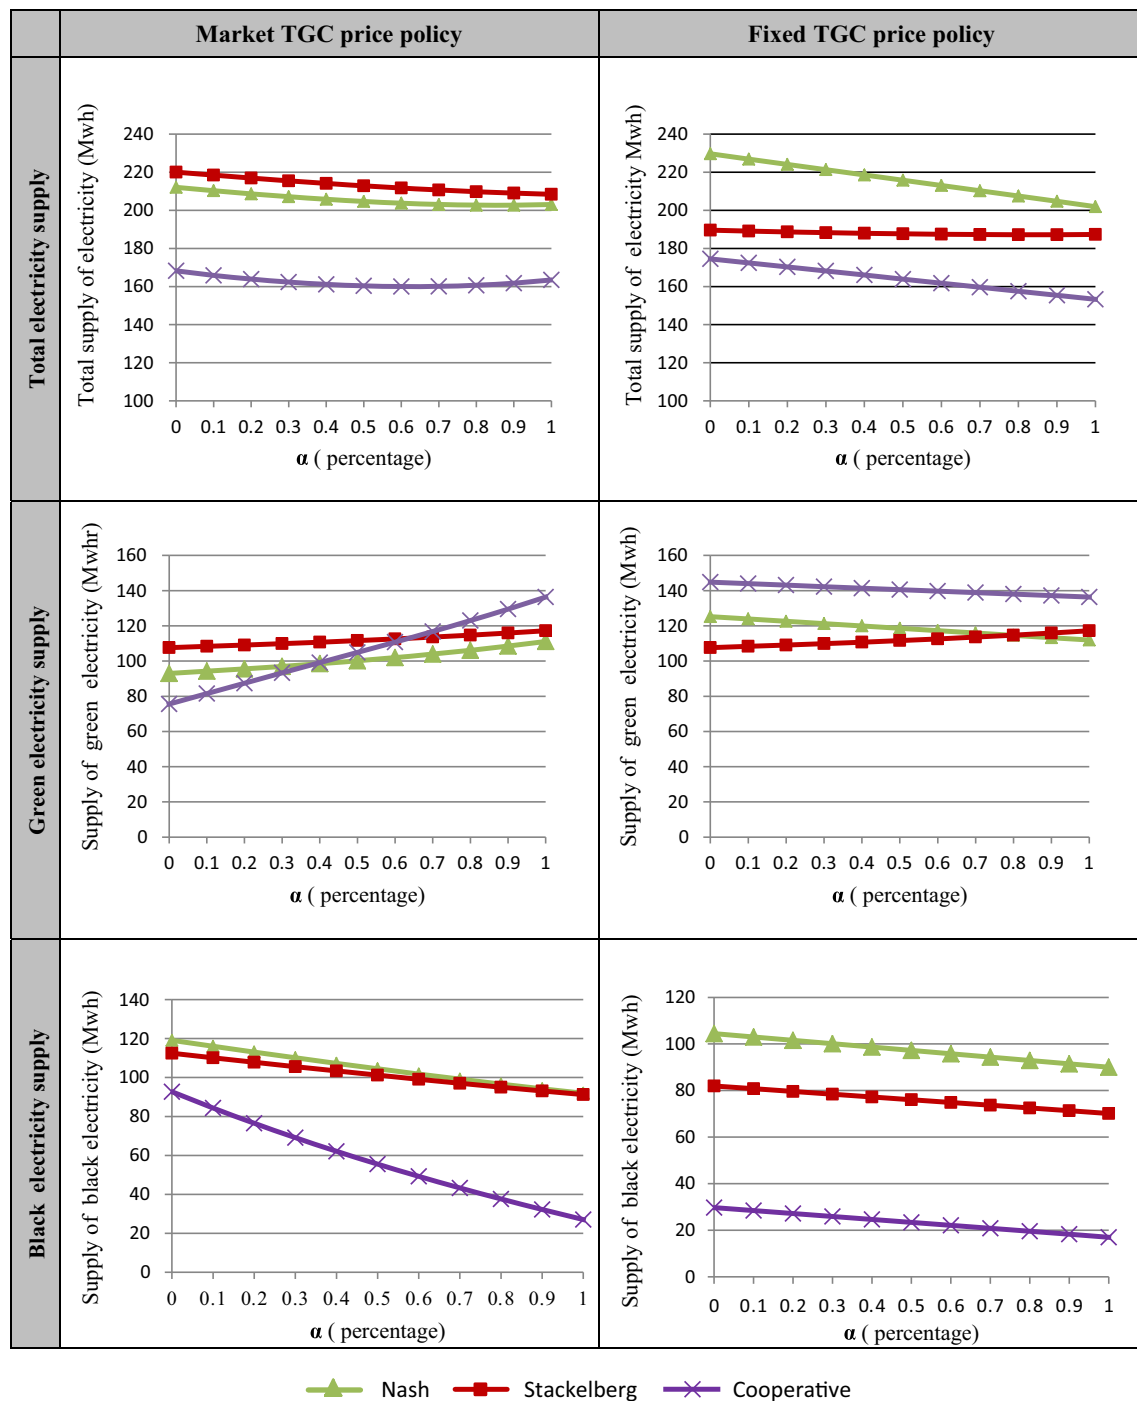 Market TGC price policy
Fixed TGC price policy
Total electricity supply
Total supply of electricity (Mwh)
240
220
200
180
160
140
120
100
0 0.1 0.2 0.3 0.4 0.5 0.6 0.7 0.8 0.9 1
α ( percentage)
Total supply of electricity Mwh)
240
220
200
180
160
140
120
100
0 0.1 0.2 0.3 0.4 0.5 0.6 0.7 0.8 0.9 1
α ( percentage)
Green electricity supply
Supply of green electricity (Mwhr)
160
140
120
100
80
60
40
20
0
0 0.1 0.2 0.3 0.4 0.5 0.6 0.7 0.8 0.9 1
α ( percentage)
Supply of green electricity (Mwh)
160
140
120
100
80
60
40
20
0
0 0.1 0.2 0.3 0.4 0.5 0.6 0.7 0.8 0.9 1
α ( percentage)
Black electricity supply
Supply of black electricity (Mwh)
140
120
100
80
60
40
20
0
0 0.1 0.2 0.3 0.4 0.5 0.6 0.7 0.8 0.9 1
α ( percentage)
Supply of black electricity (Mwh)
120
100
80
60
40
20
0
0 0.1 0.2 0.3 0.4 0.5 0.6 0.7 0.8 0.9 1
α ( percentage)
Nash Stackelberg Cooperative